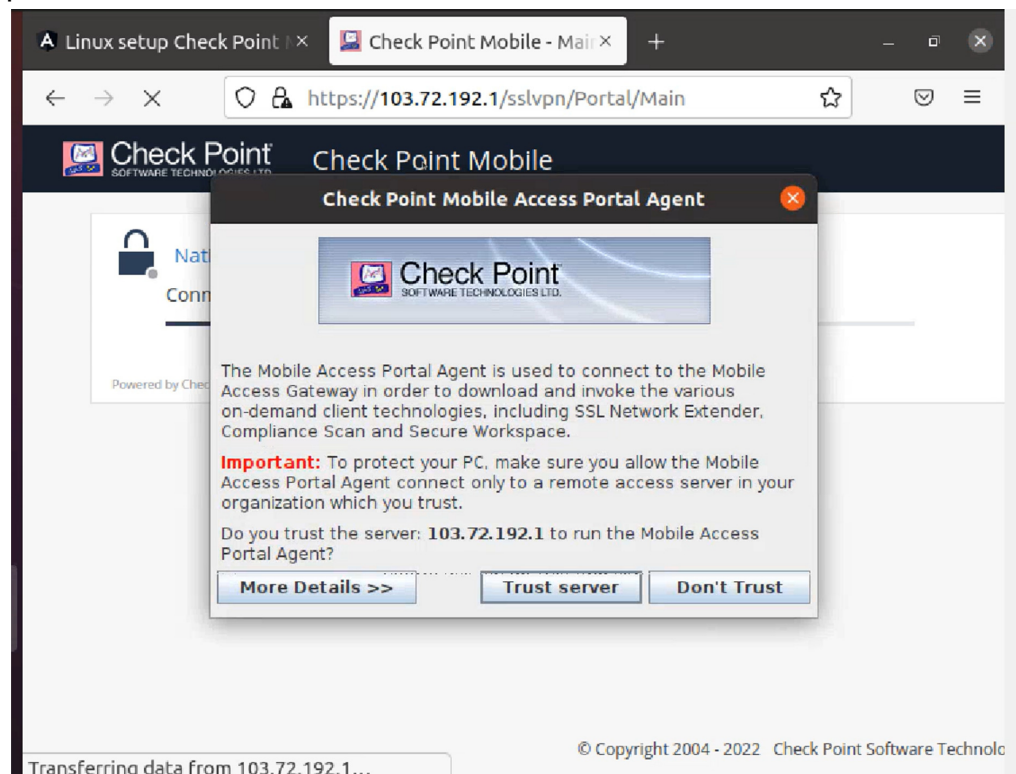 Linux setup Check Point
Check Point Mobile - Mai
https://103.72.192.1/sslvpn/Portal/Main
Check Point
SOFTWARE TECHNOLOGIES LTD.
Check Point Mobile
Check Point Mobile Access Portal Agent
Nati
Conn
Check Point
SOFTWARE TECHNOLOGIES LTD.
The Mobile Access Portal Agent is used to connect to the Mobile
Access Gateway in order to download and invoke the various
on-demand client technologies, including SSL Network Extender,
Compliance Scan and Secure Workspace.
Powered by Chec
Important: To protect your PC, make sure you allow the Mobile
Access Portal Agent connect only to a remote access server in your
organization which you trust.
Do you trust the server: 103.72.192.1 to run the Mobile Access
Portal Agent?
More Details >>
Trust server
Don't Trust
© Copyright 2004 - 2022 Check Point Software Technolo
Transferring data from 103.72.192.1...